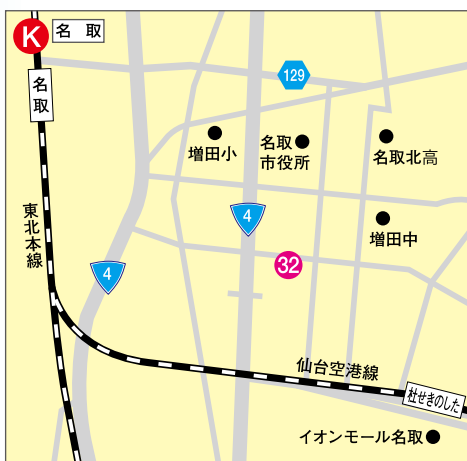 K 名取
名取
129
増田小
名取
市役所
名取北高
東北本線
4
増田中
4
32
仙台空港線
杜せきのした
イオンモール名取